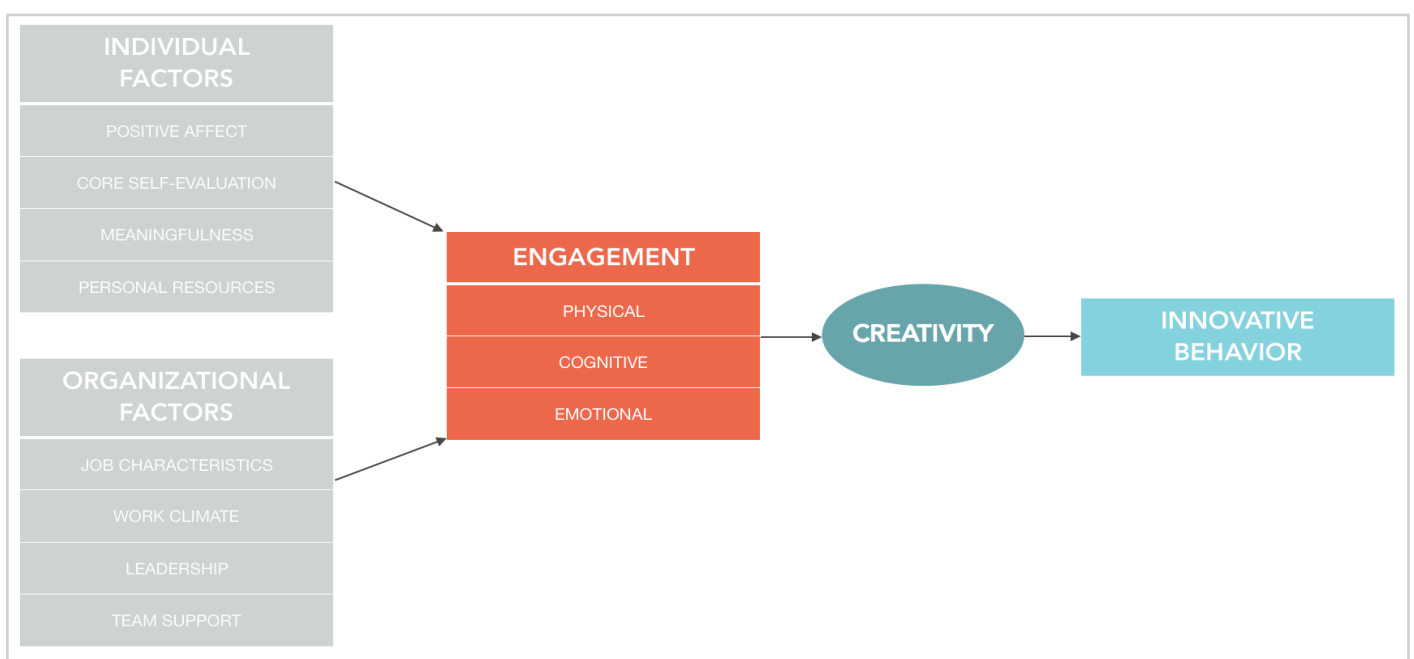 INDIVIDUAL
FACTORS
POSITIVE AFFECT
CORE SELF-EVALUATION
MEANINGFULNESS
PERSONAL RESOURCES
ORGANIZATIONAL
FACTORS
JOB CHARACTERISTICS
WORK CLIMATE
LEADERSHIP
TEAM SUPPORT
ENGAGEMENT
PHYSICAL
COGNITIVE
EMOTIONAL
CREATIVITY
INNOVATIVE
BEHAVIOR